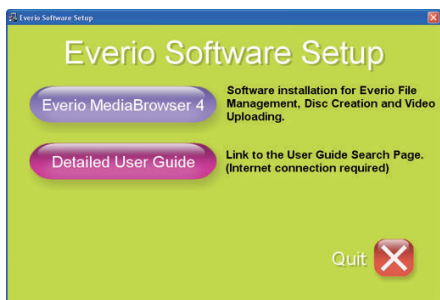 Everio Software Setup
Everio Software Setup
Everio MediaBrowser 4
Software installation for Everio File
Management, Disc Creation and Video
Uploading.
Detailed User Guide
Link to the User Guide Search Page.
(Internet connection required)
Quit